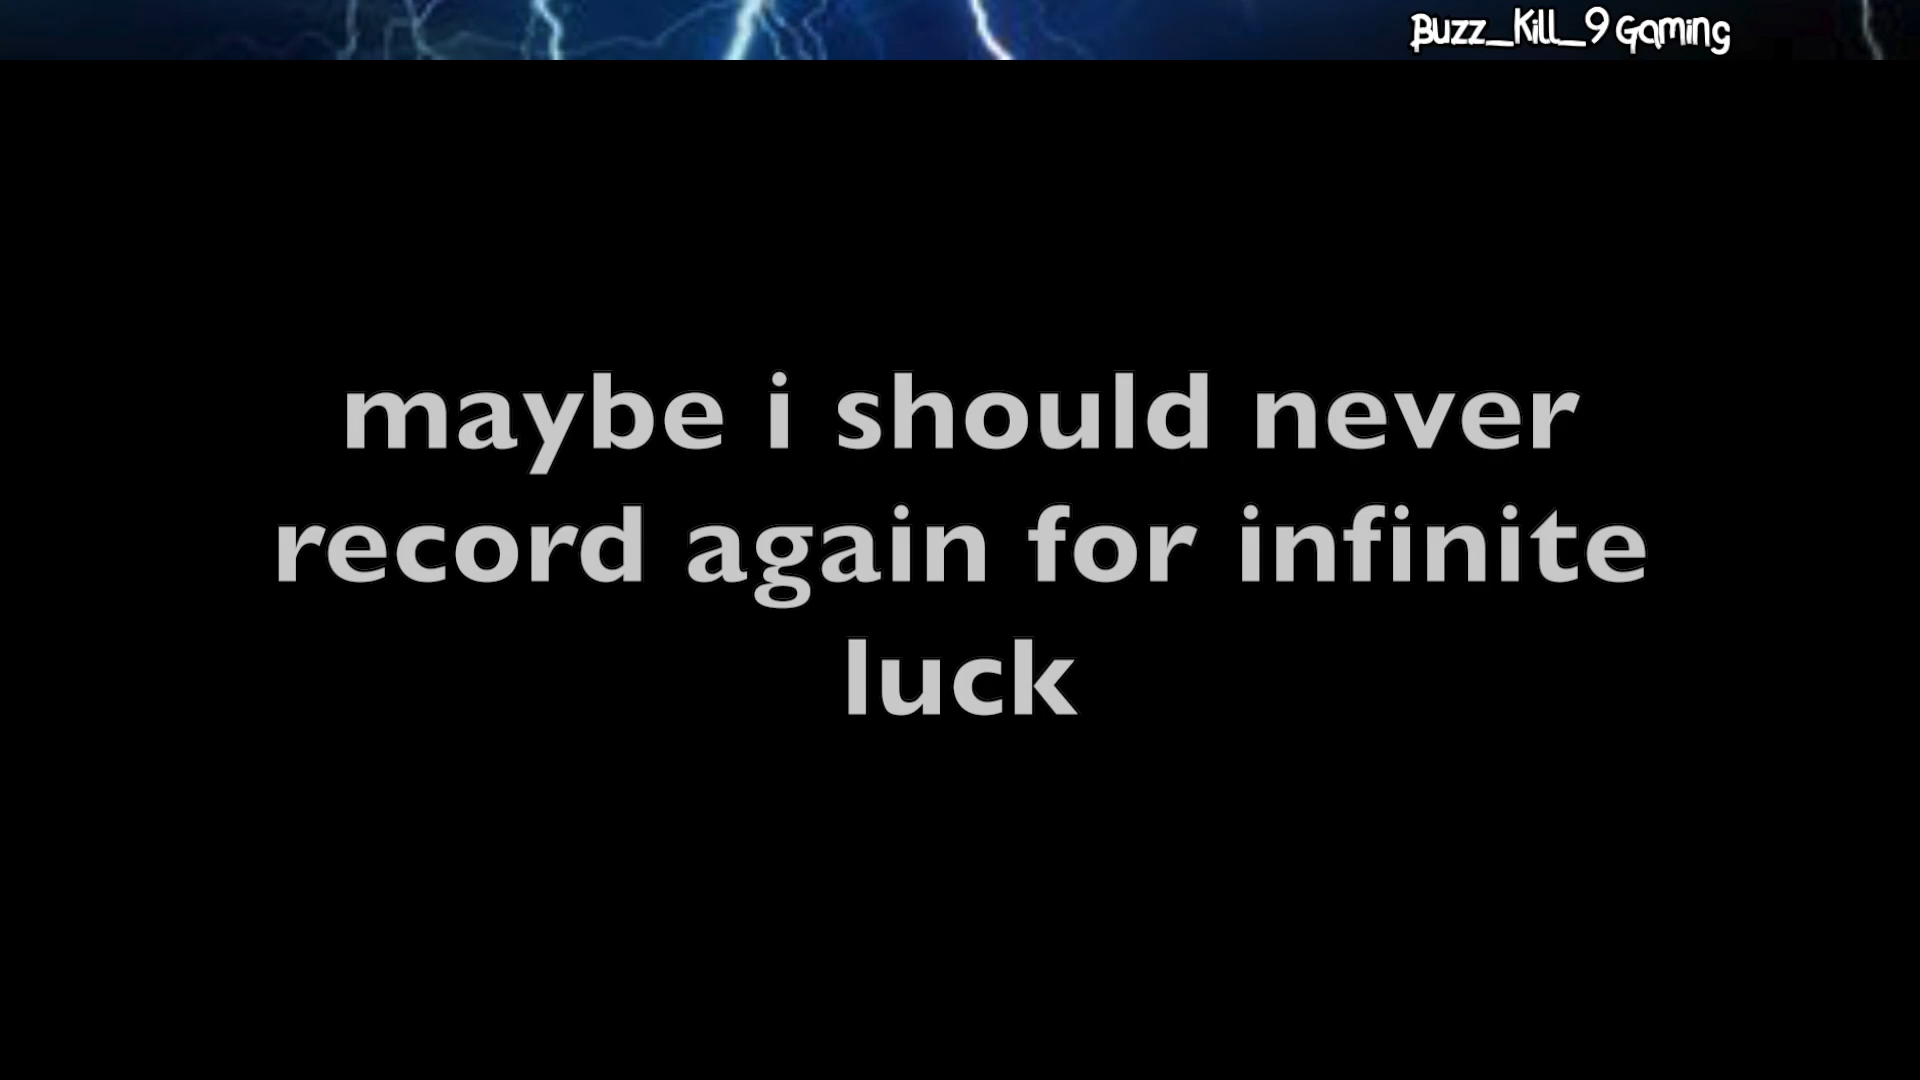 Buzz_Kill_9 Gaming
maybe i should never
record again for infinite
luck